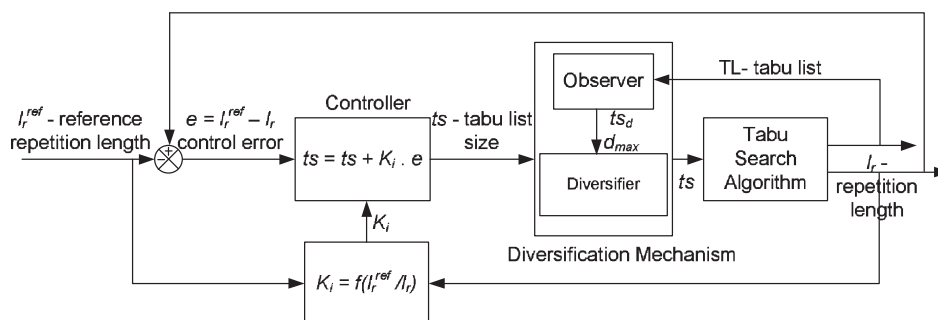 TL- tabu list
Observer
Controller
l_r^ref - reference
repetition length
e = l_r^ref – l_r
control error
ts - tabu list
size
ts_d
d_max
Tabu
Search
Algorithm
+
–
ts = ts + K_i . e
Diversifier
ts
l_r -
repetition
length
K_i
Diversification Mechanism
K_i = f(l_r^ref /l_r)